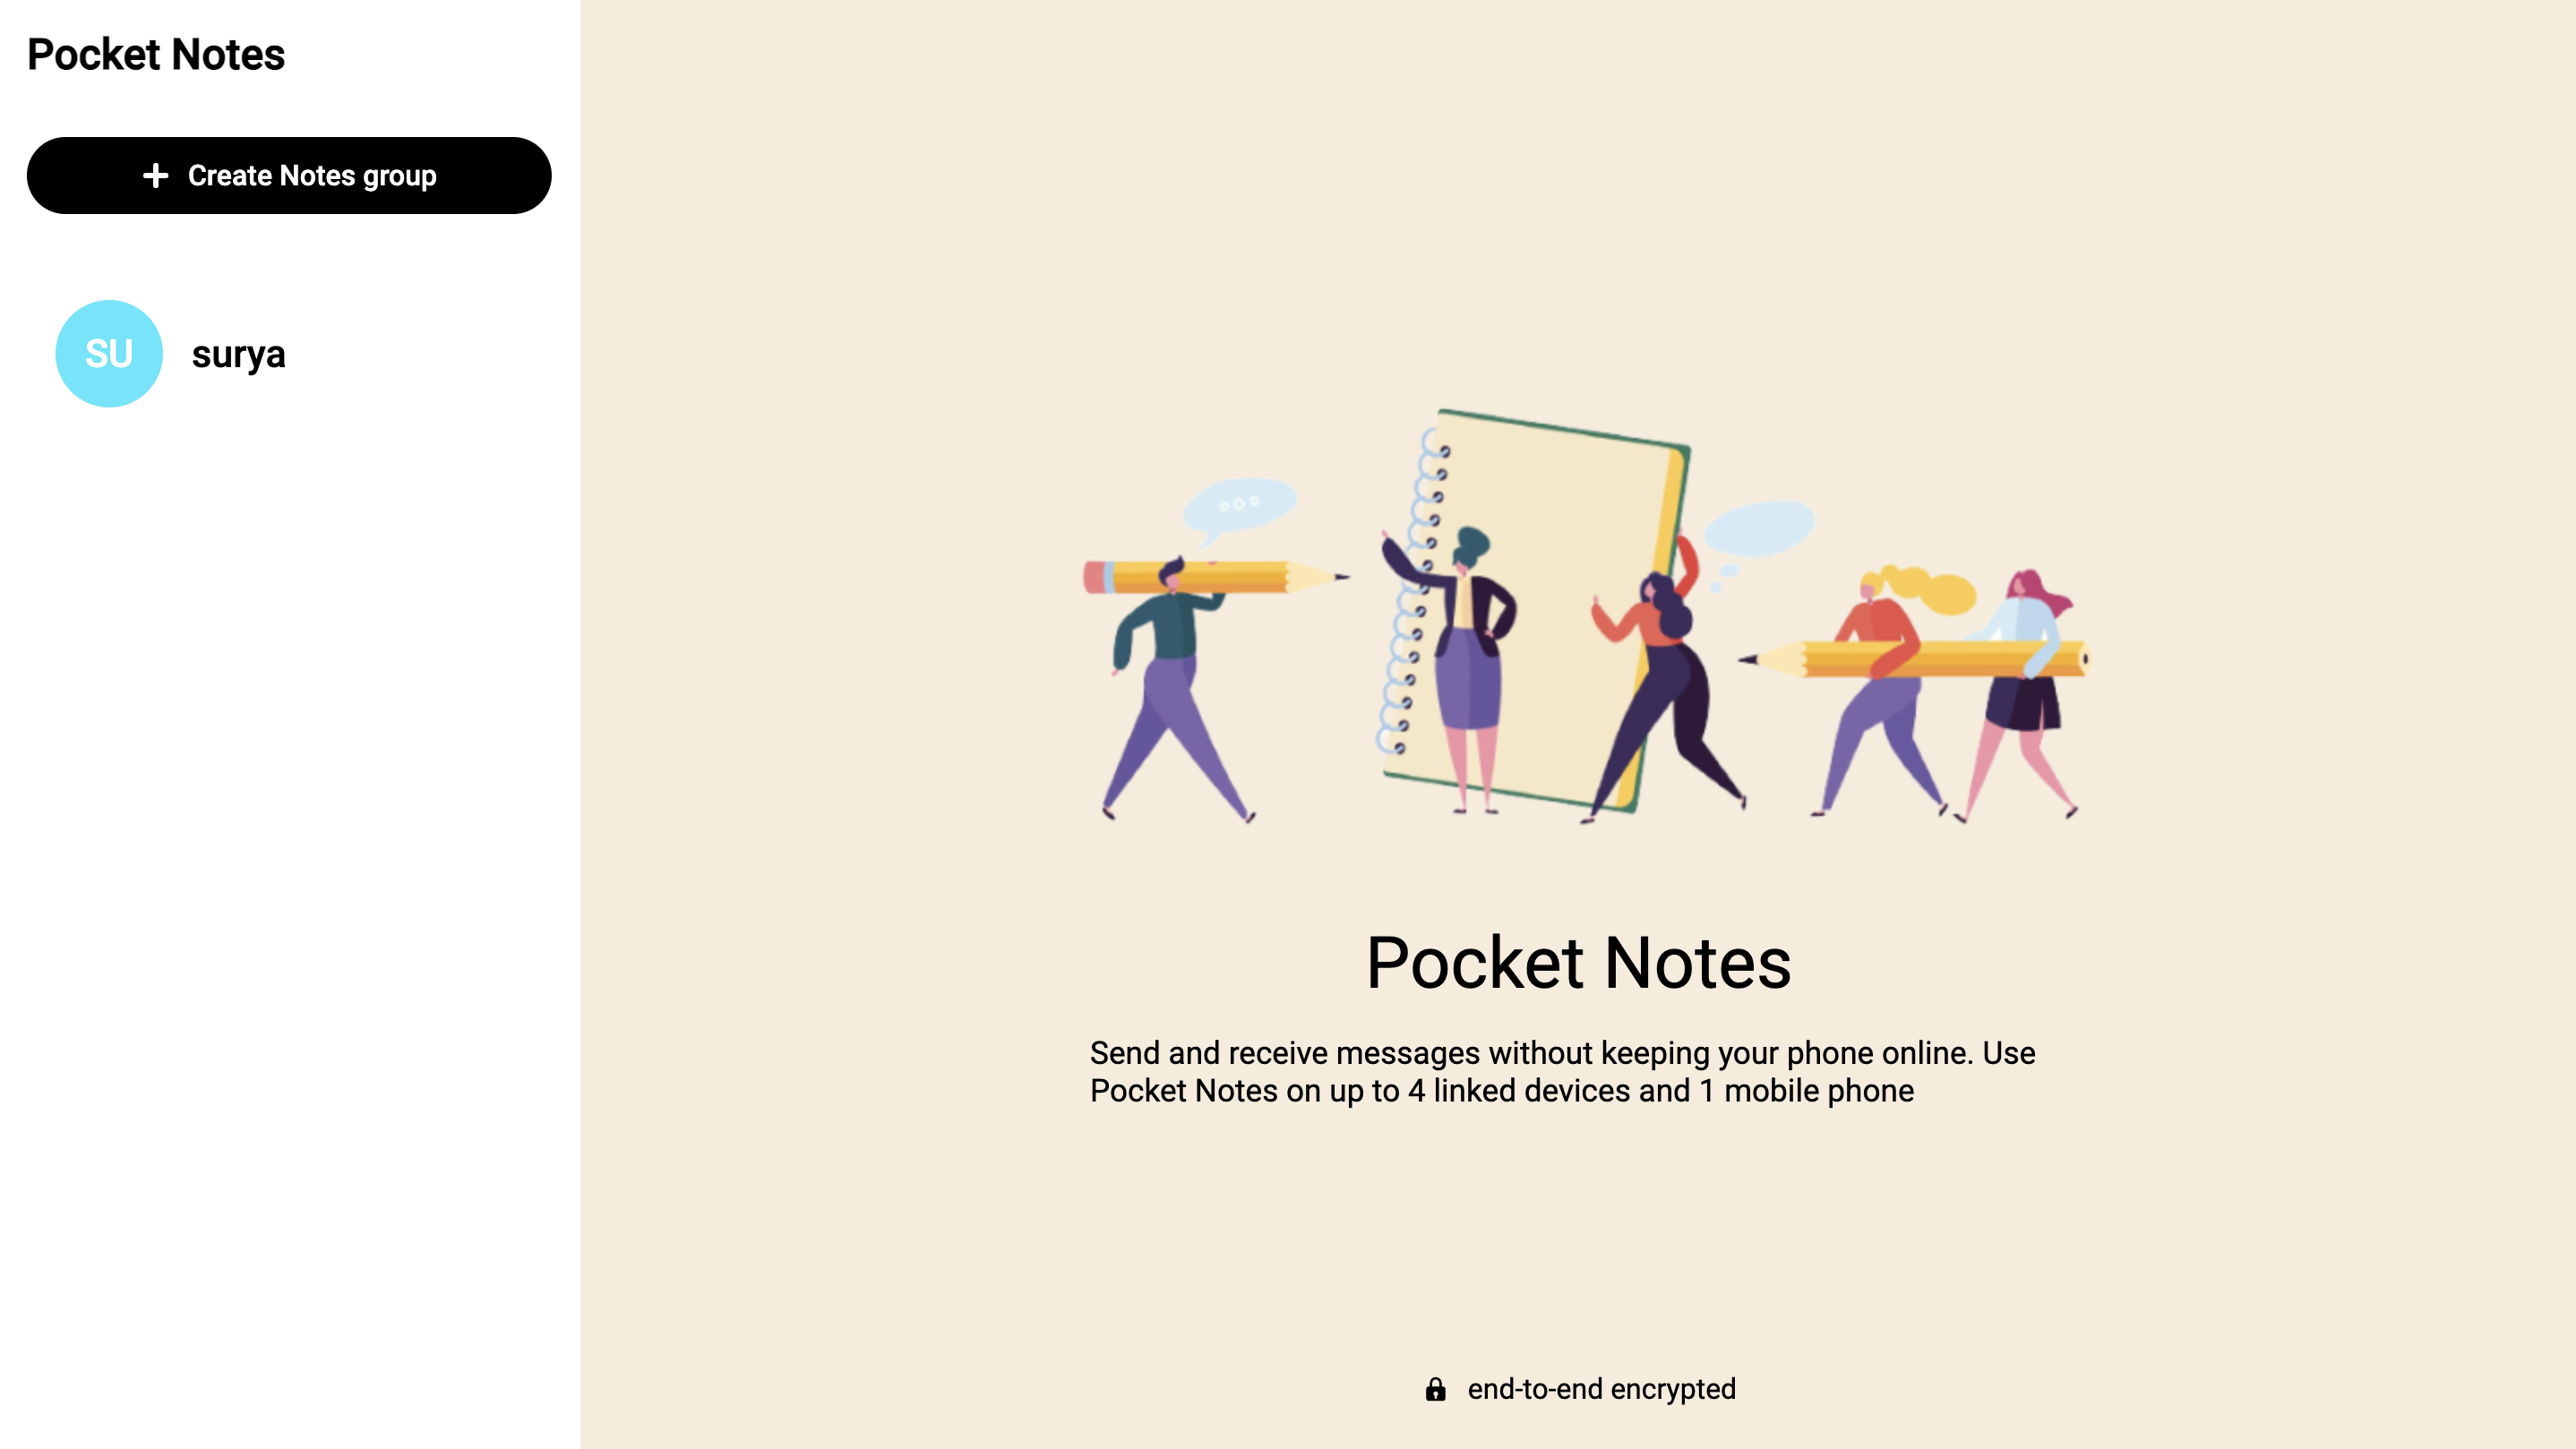 Pocket Notes
Create Notes group
SU
surya
Pocket Notes
Send and receive messages without keeping your phone online. Use
Pocket Notes on up to 4 linked devices and 1 mobile phone
end-to-end encrypted